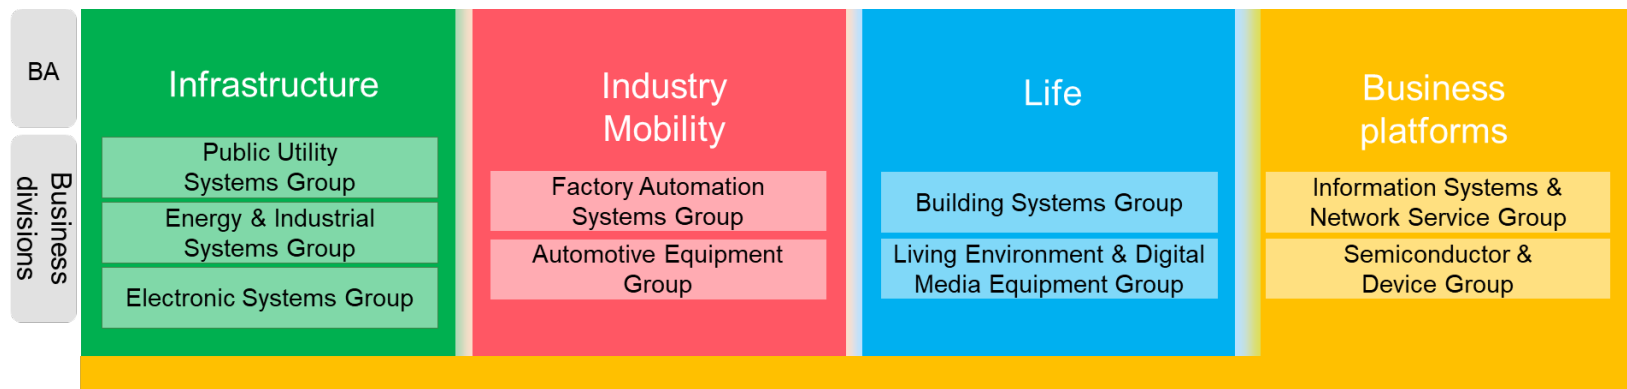 BA
Infrastructure
Industry
Mobility
Life
Business
platforms
Business
divisions
Public Utility
Systems Group
Energy & Industrial
Systems Group
Electronic Systems Group
Factory Automation
Systems Group
Automotive Equipment
Group
Building Systems Group
Living Environment & Digital
Media Equipment Group
Information Systems &
Network Service Group
Semiconductor &
Device Group